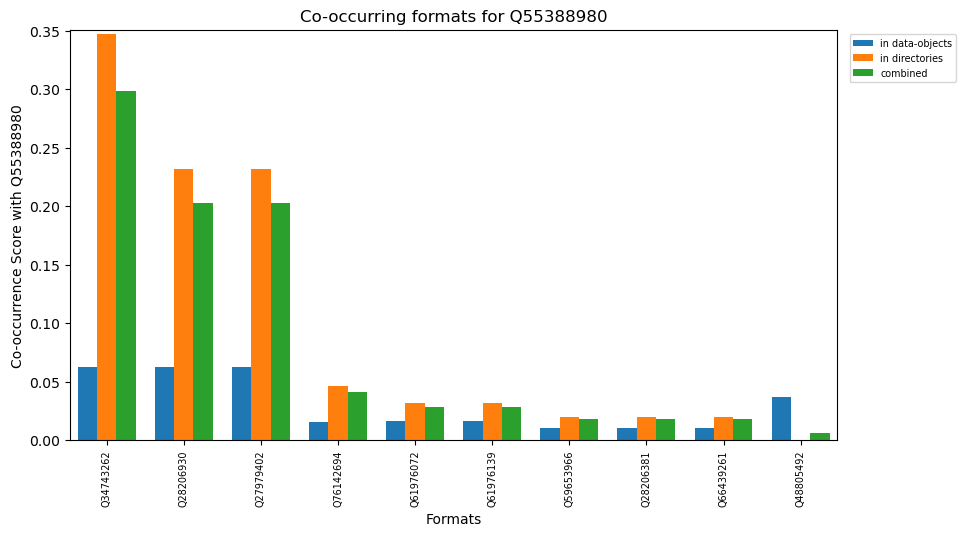 Co-occurring formats for Q55388980
in data-objects
in directories
combined
Co-occurrence Score with Q55388980
0.35
0.30
0.25
0.20
0.15
0.10
0.05
0.00
Q34743262
Q28206930
Q27979402
Q76142694
Q61976072
Q61976139
Q59653966
Q28206381
Q66439261
Q48805492
Formats